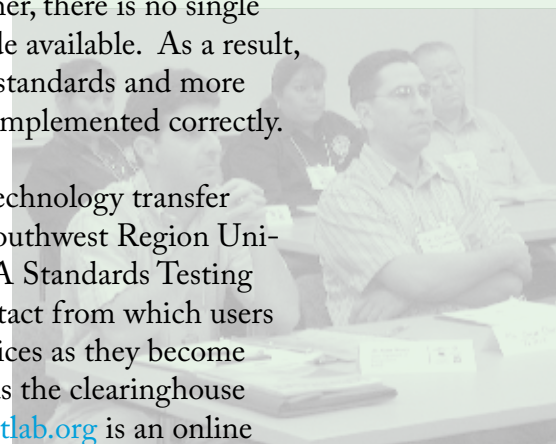 her, there is no single
le available. As a result,
standards and more
mplemented correctly.
echnology transfer
outhwest Region Uni-
A Standards Testing
tact from which users
ices as they become
s the clearinghouse
tlab.org is an online